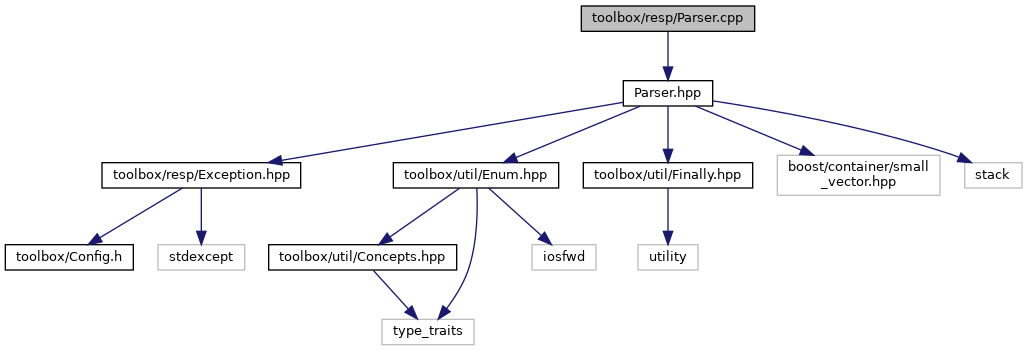 toolbox/resp/Parser.cpp
Parser.hpp
toolbox/resp/Exception.hpp
toolbox/util/Enum.hpp
toolbox/util/Finally.hpp
boost/container/small
_vector.hpp
stack
toolbox/Config.h
stdexcept
toolbox/util/Concepts.hpp
iosfwd
utility
type_traits